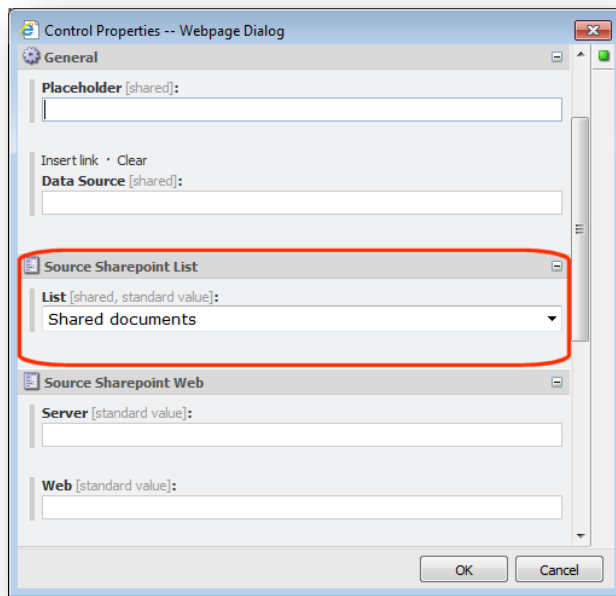 Control Properties -- Webpage Dialog
General
Placeholder [shared]:
Insert link · Clear
Data Source [shared]:
Source Sharepoint List
List [shared, standard value]:
Shared documents
Source Sharepoint Web
Server [standard value]:
Web [standard value]:
OK Cancel